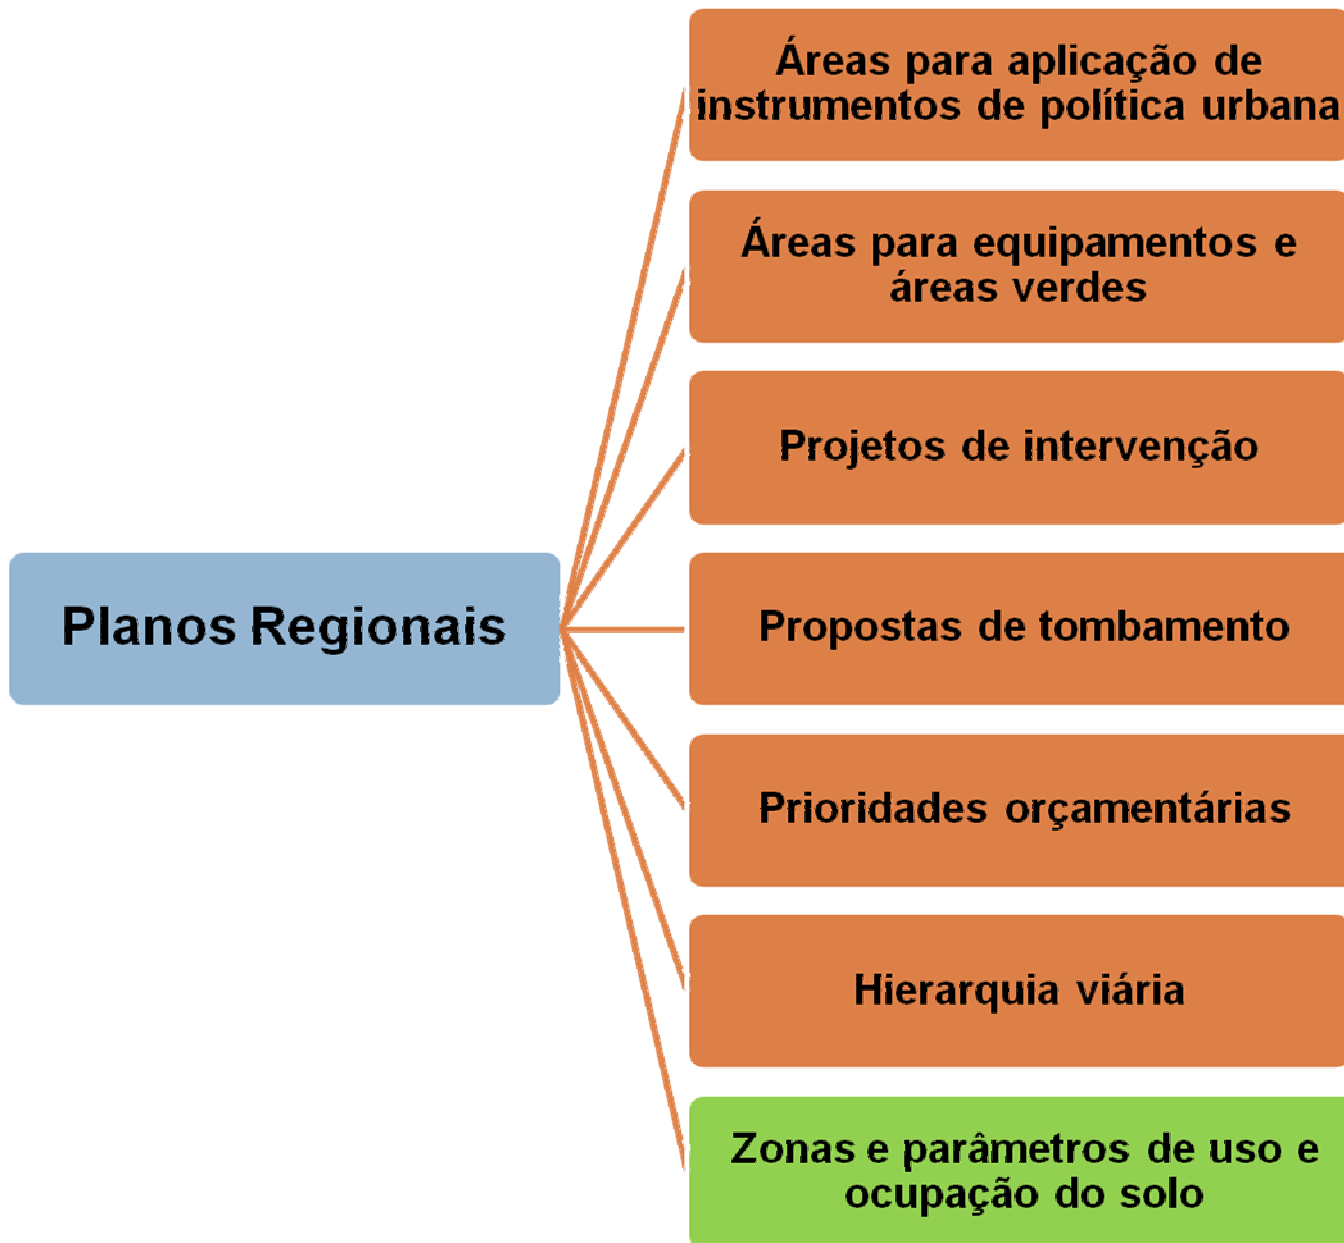 Áreas para aplicação de
instrumentos de política urbana
Áreas para equipamentos e
áreas verdes
Projetos de intervenção
Planos Regionais
Propostas de tombamento
Prioridades orçamentárias
Hierarquia viária
Zonas e parâmetros de uso e
ocupação do solo